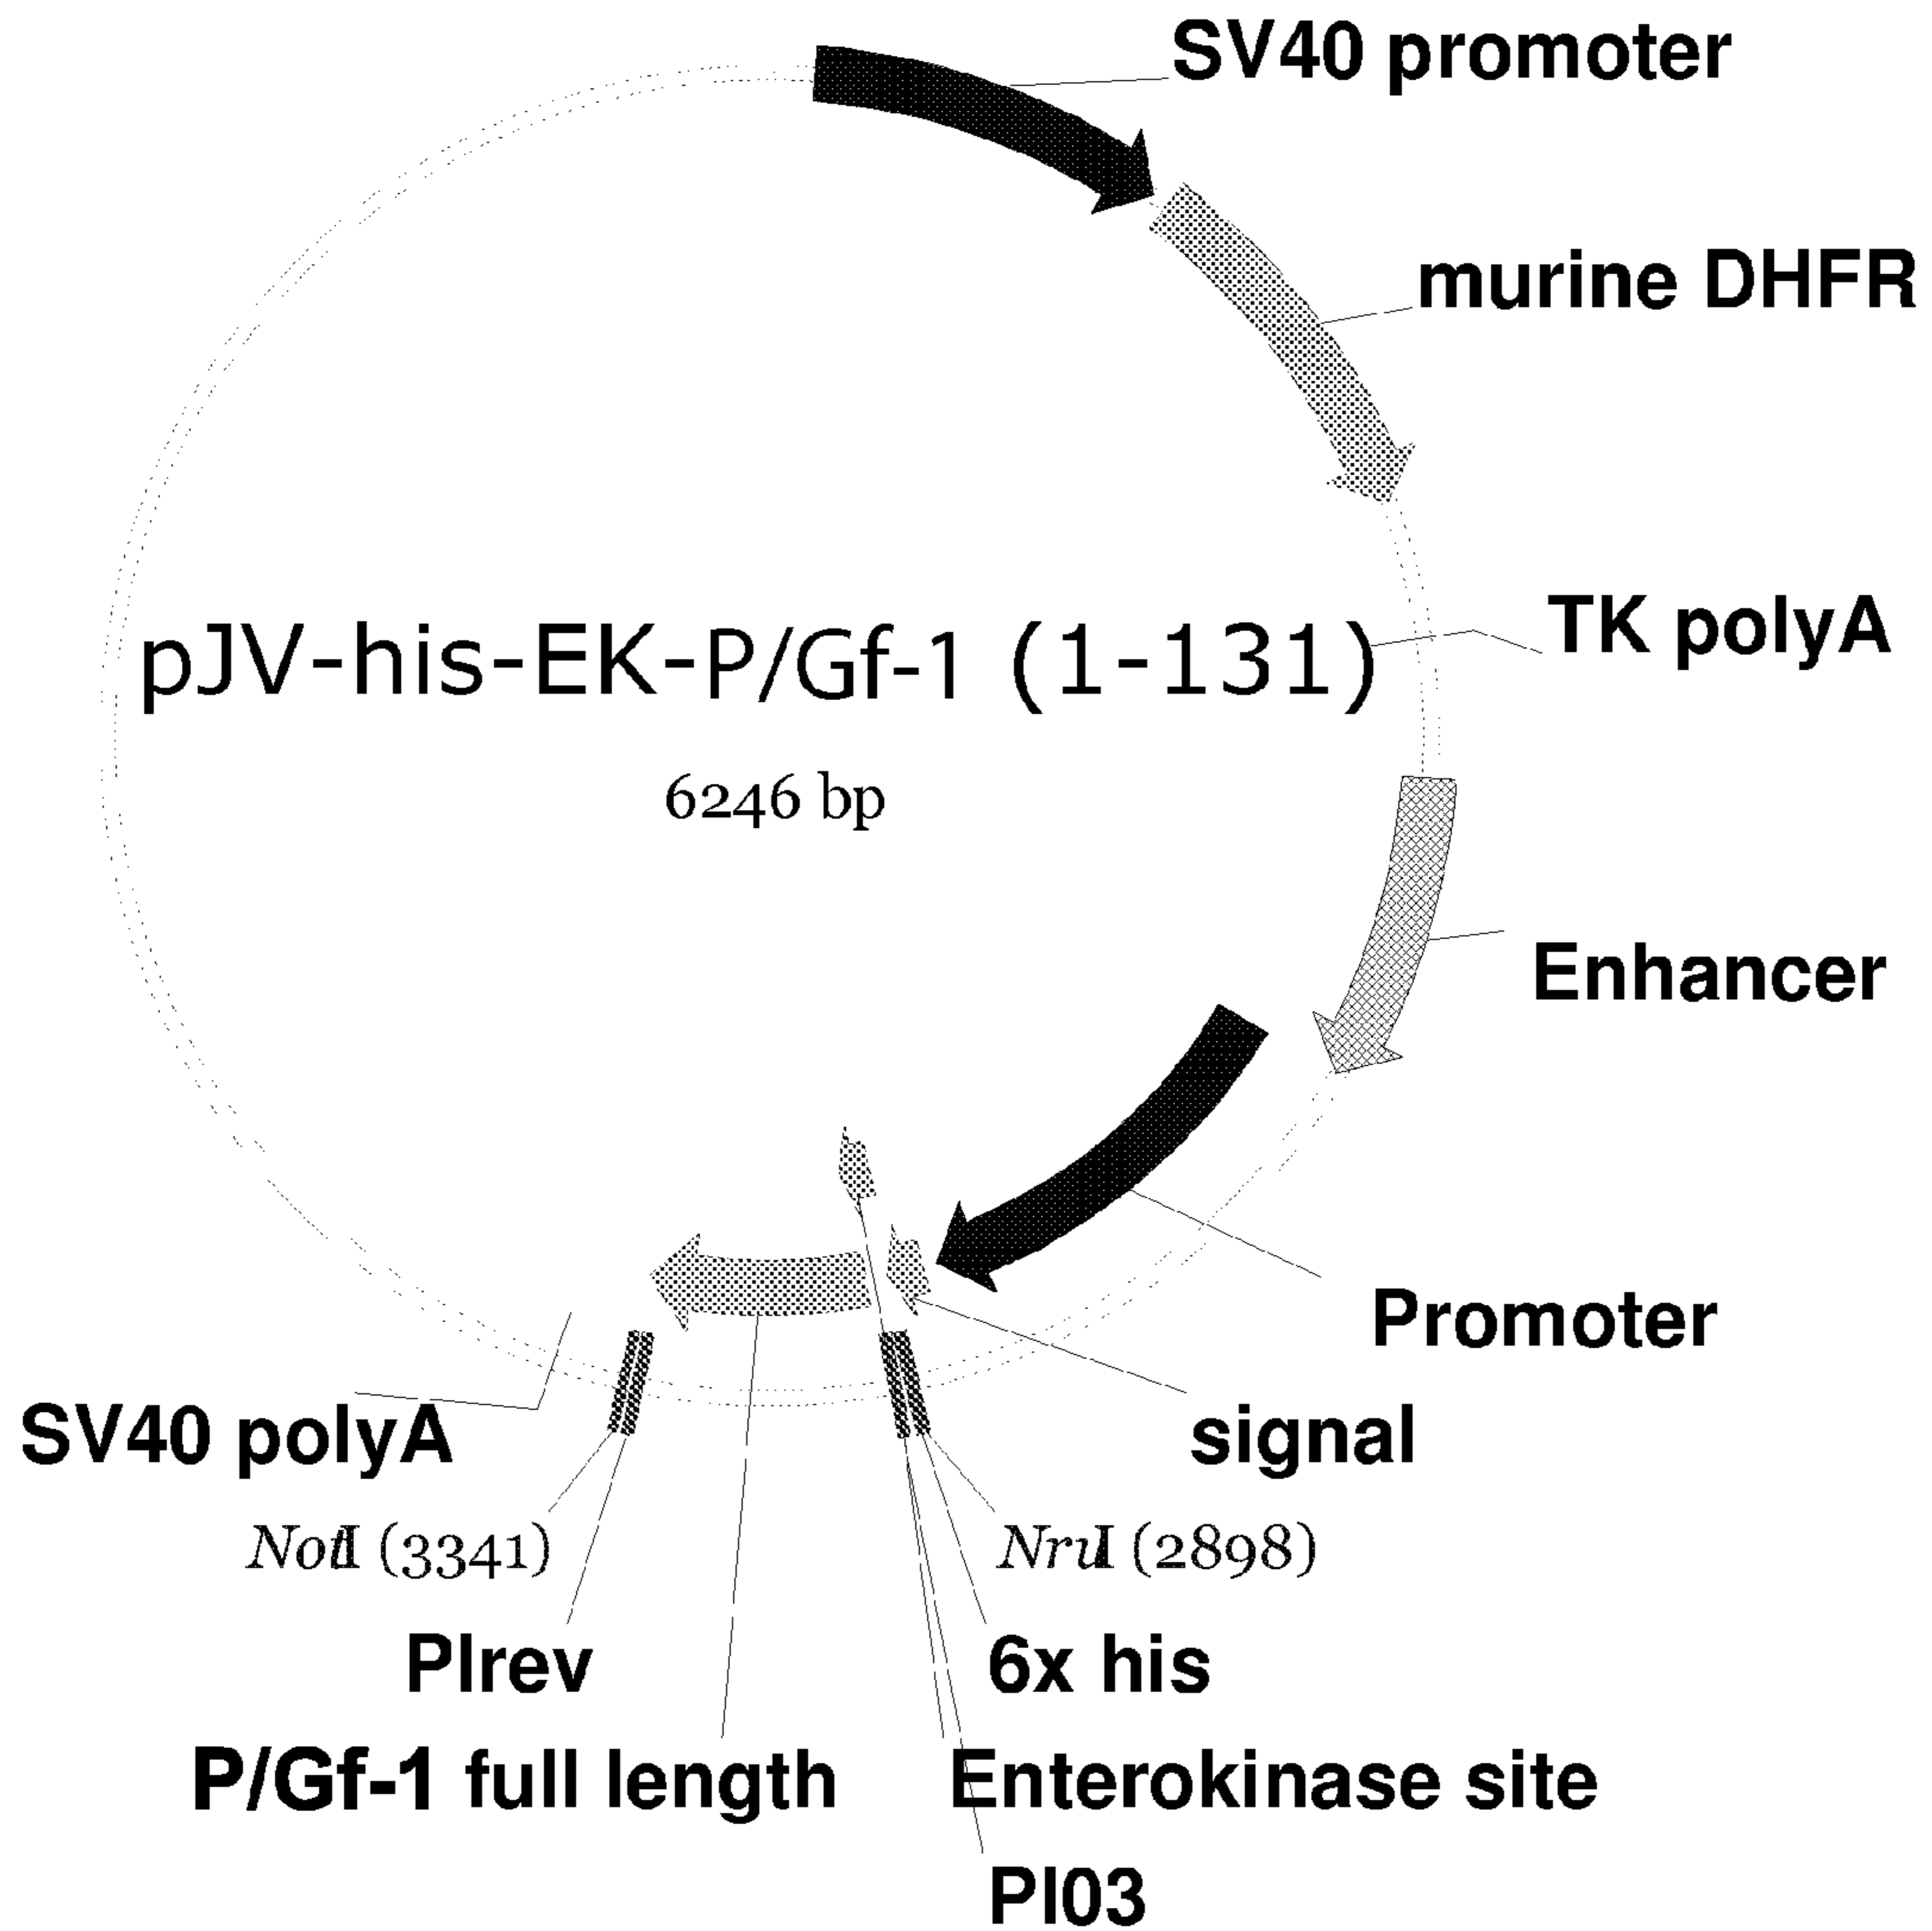 SV40 promoter
murine DHFR
TK polyA
pJV-his-EK-P/Gf-1 (1-131)
6246 bp
Enhancer
Promoter
signal
SV40 polyA
NotI (3341)
NruI (2898)
PIrev
6x his
P/Gf-1 full length
Enterokinase site
PI03